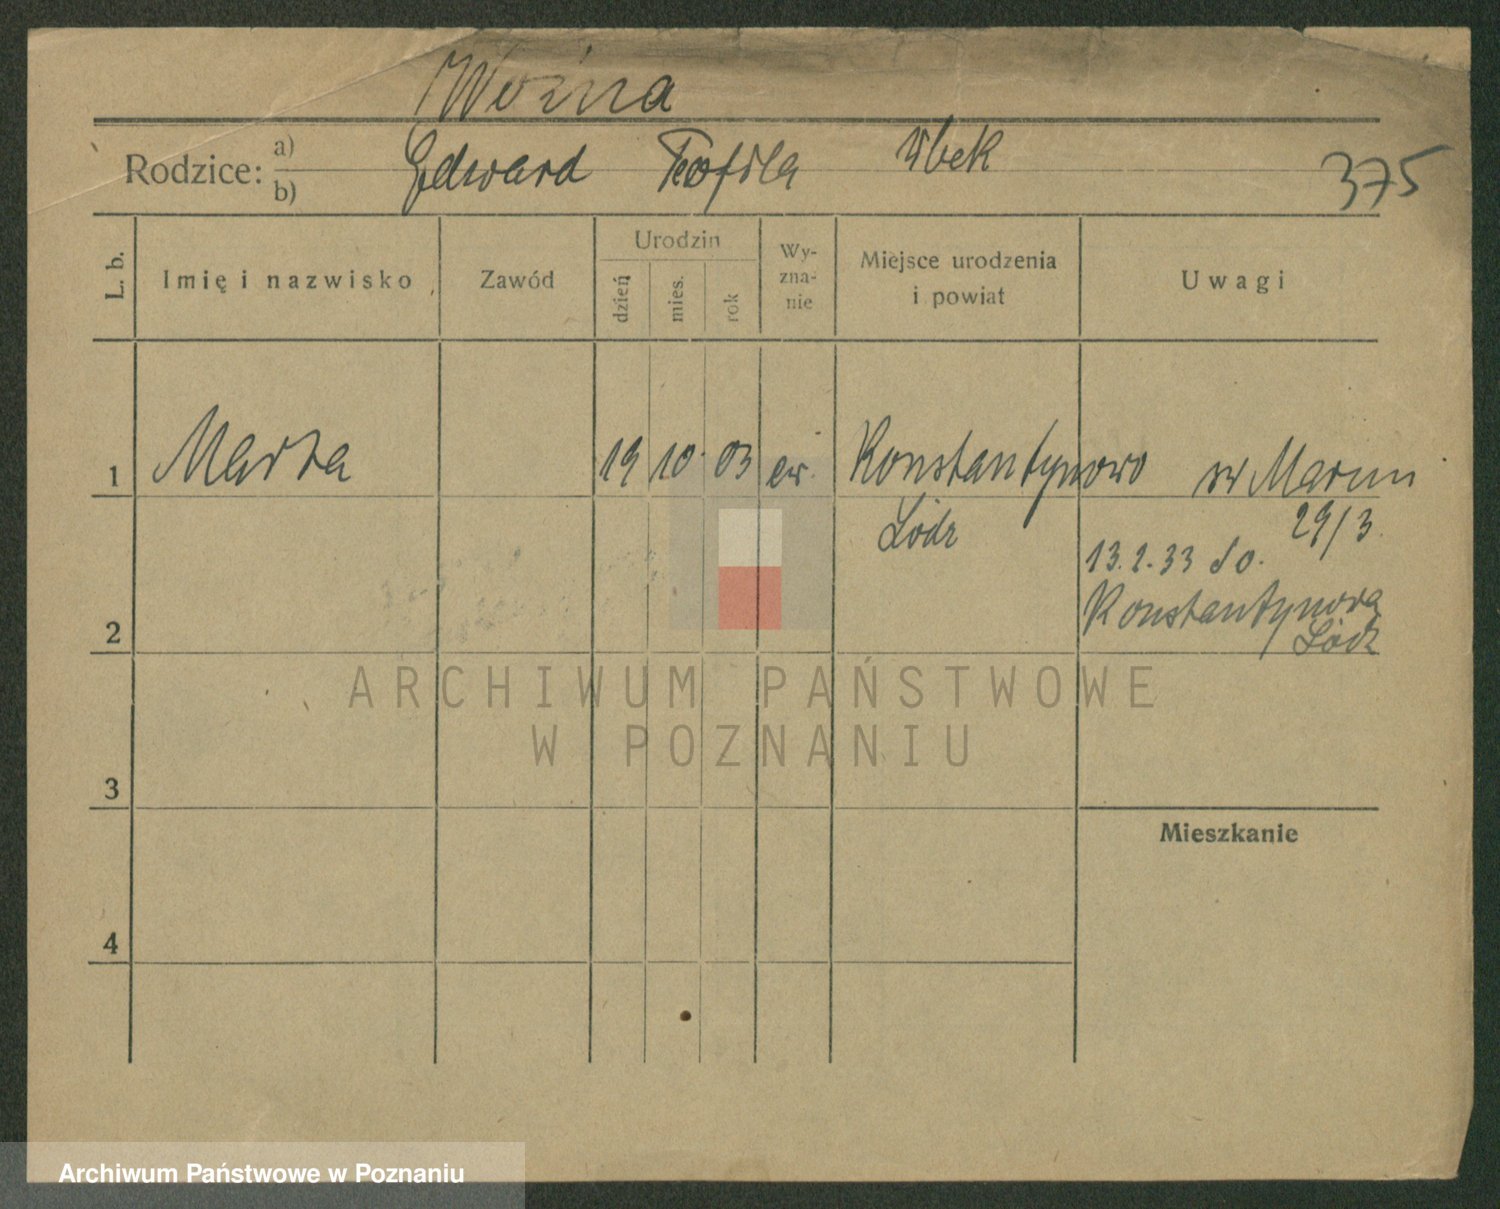 Woźna
Rodzice: a)
b)
Edward Teofila Ubek
375
L. b.
Imię i nazwisko
Zawód
Urodzin
dzień
mies.
rok
Wy-
zna-
nie
Miejsce urodzenia
i powiat
Uwagi
1 Marta 19 10 03 ew. Konstantynowo
Łódź
w Marcu
29/3.
13.2.33 do.
Konstantynowa
Łódź
2
3
4
Mieszkanie
ARCHIWUM PAŃSTWOWE
W POZNANIU
Archiwum Państwowe w Poznaniu